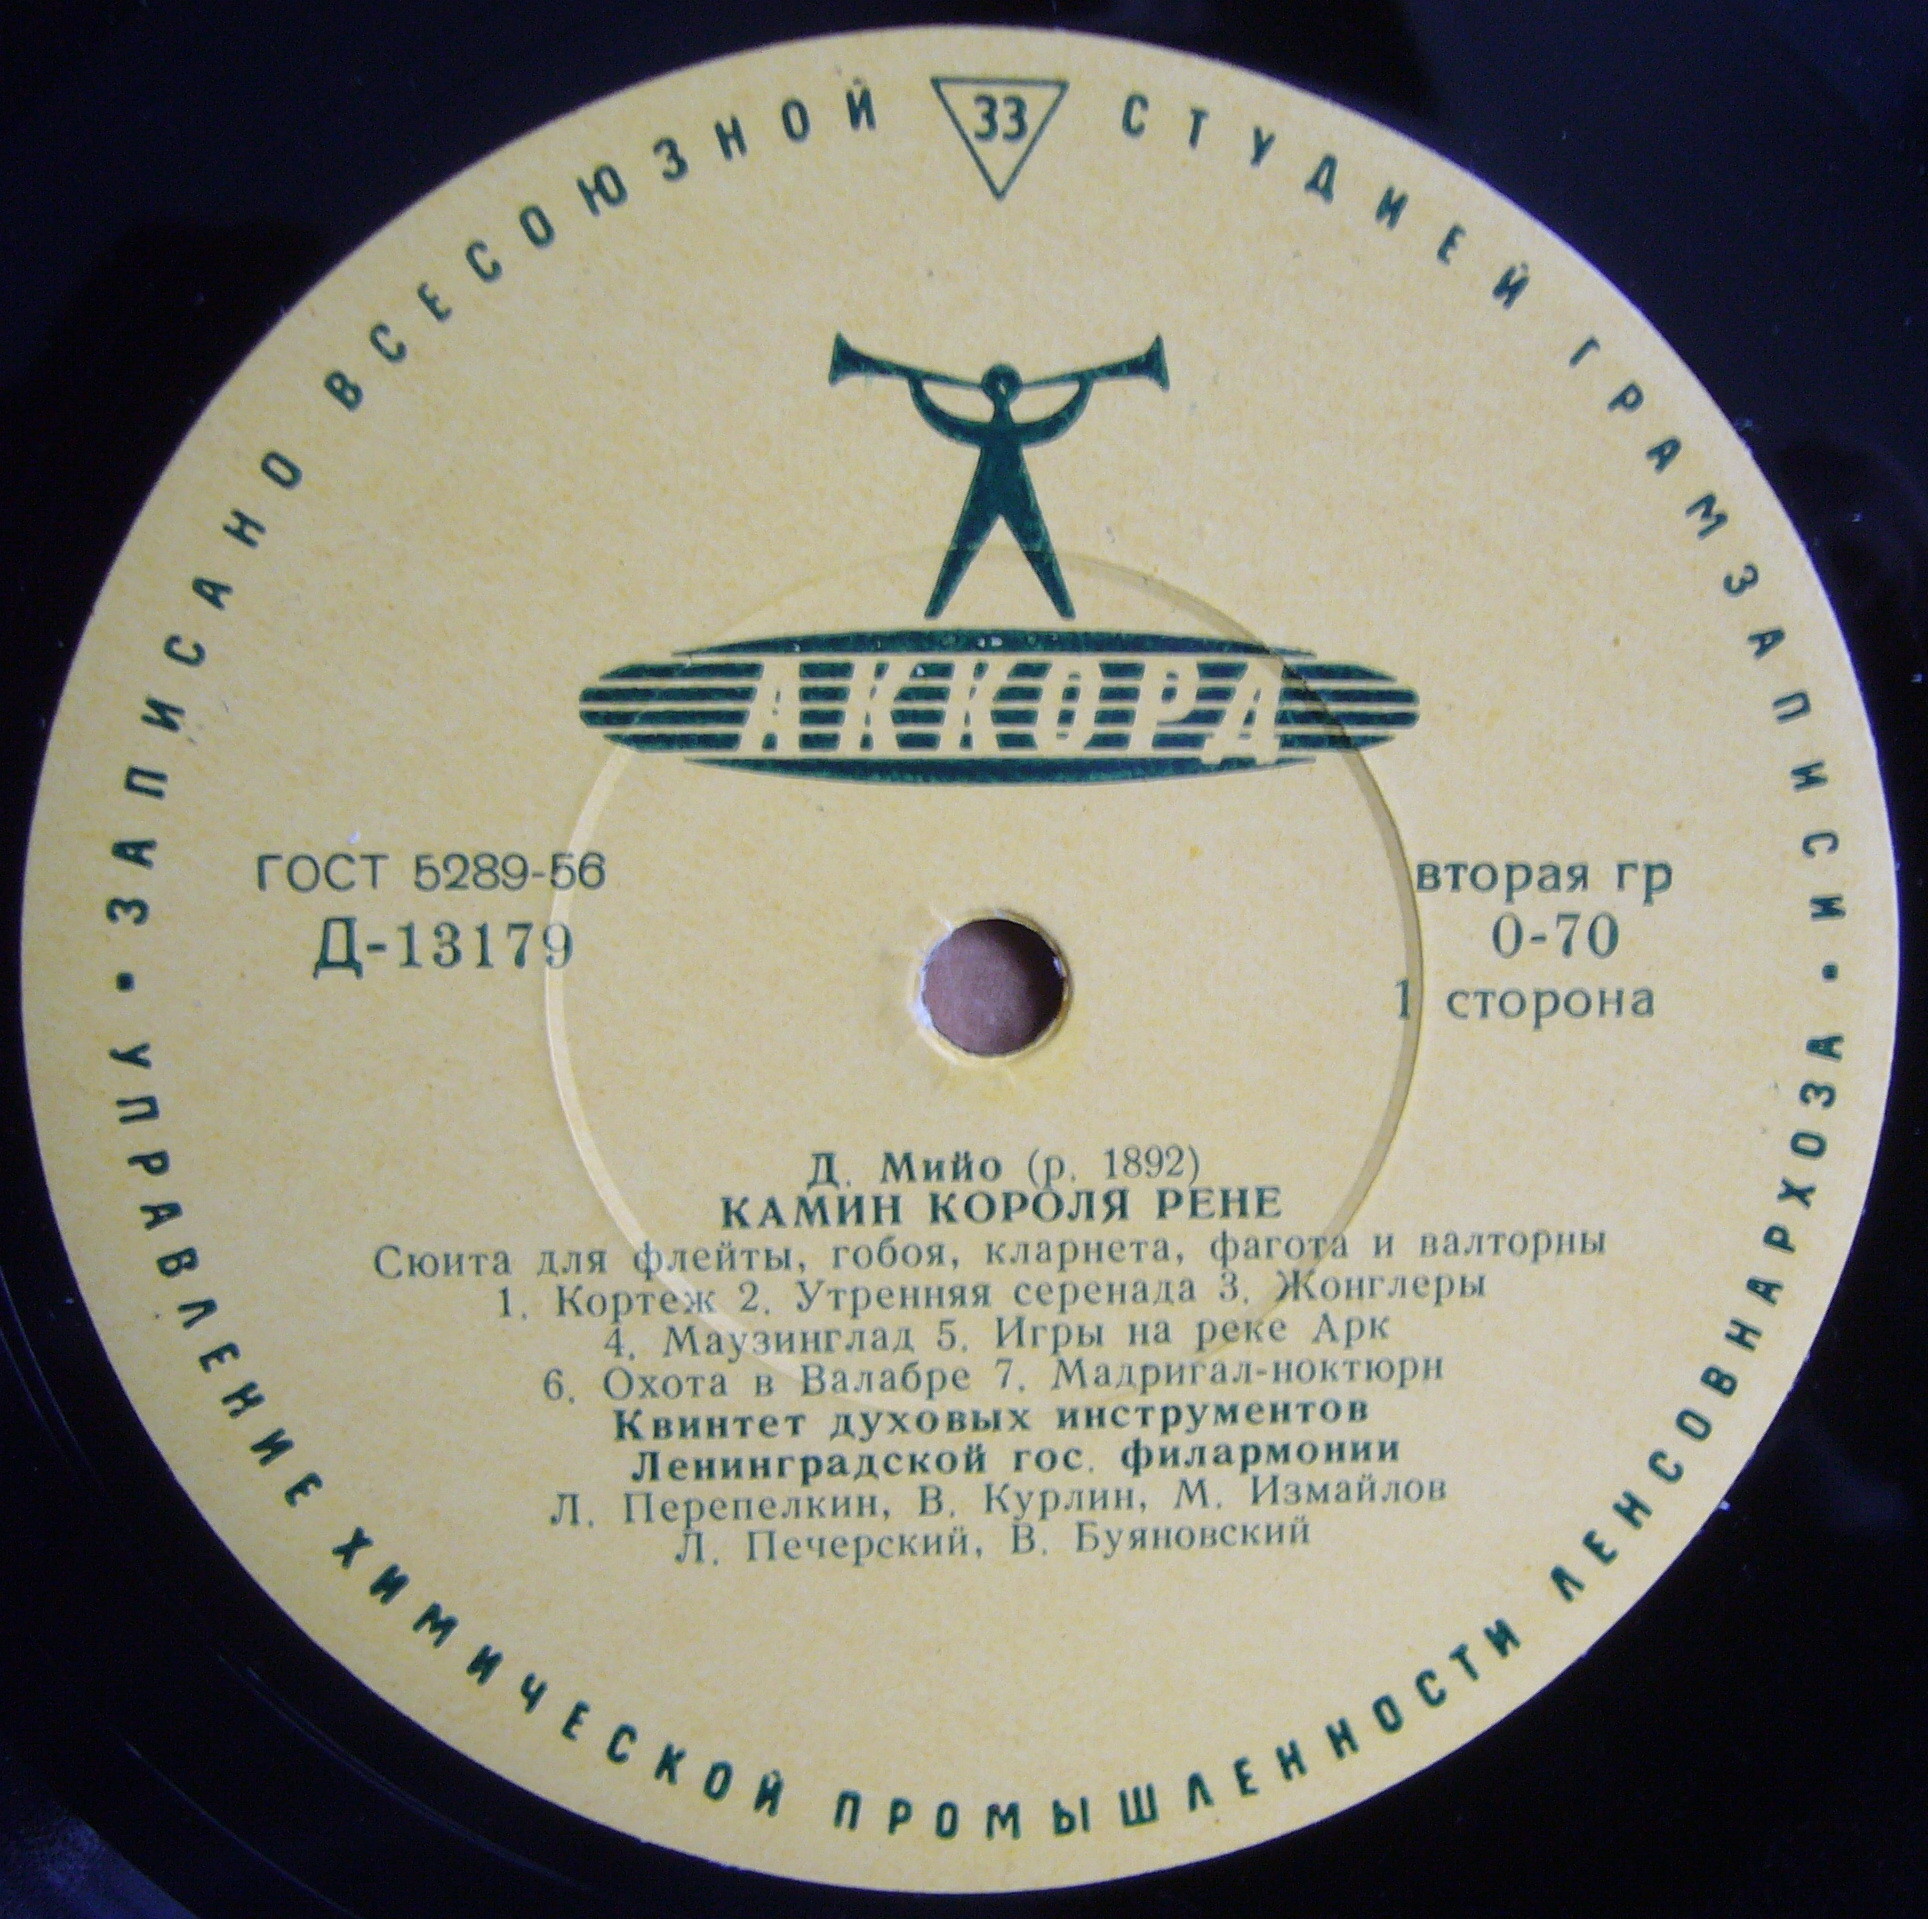 ЗАПИСАНО ВСЕСОЮЗНОЙ СТУДИЕЙ ГРАМЗАПИСИ
33
АККОРД
ГОСТ 5289-56
Д-13179
вторая гр
0-70
1 сторона
Д. Мийо (р. 1892)
КАМИН КОРОЛЯ РЕНЕ
Сюита для флейты, гобоя, кларнета, фагота и валторны
1. Кортеж 2. Утренняя серенада 3. Жонглеры
4. Маузинглад 5. Игры на реке Арк
6. Охота в Валабре 7. Мадригал-ноктюрн
Квинтет духовых инструментов
Ленинградской гос. филармонии
Л. Перепелкин, В. Курлин, М. Измайлов
Л. Печерский, В. Буяновский
• УПРАВЛЕНИЕ ХИМИЧЕСКОЙ ПРОМЫШЛЕННОСТИ ЛЕНСОВНАРХОЗА •